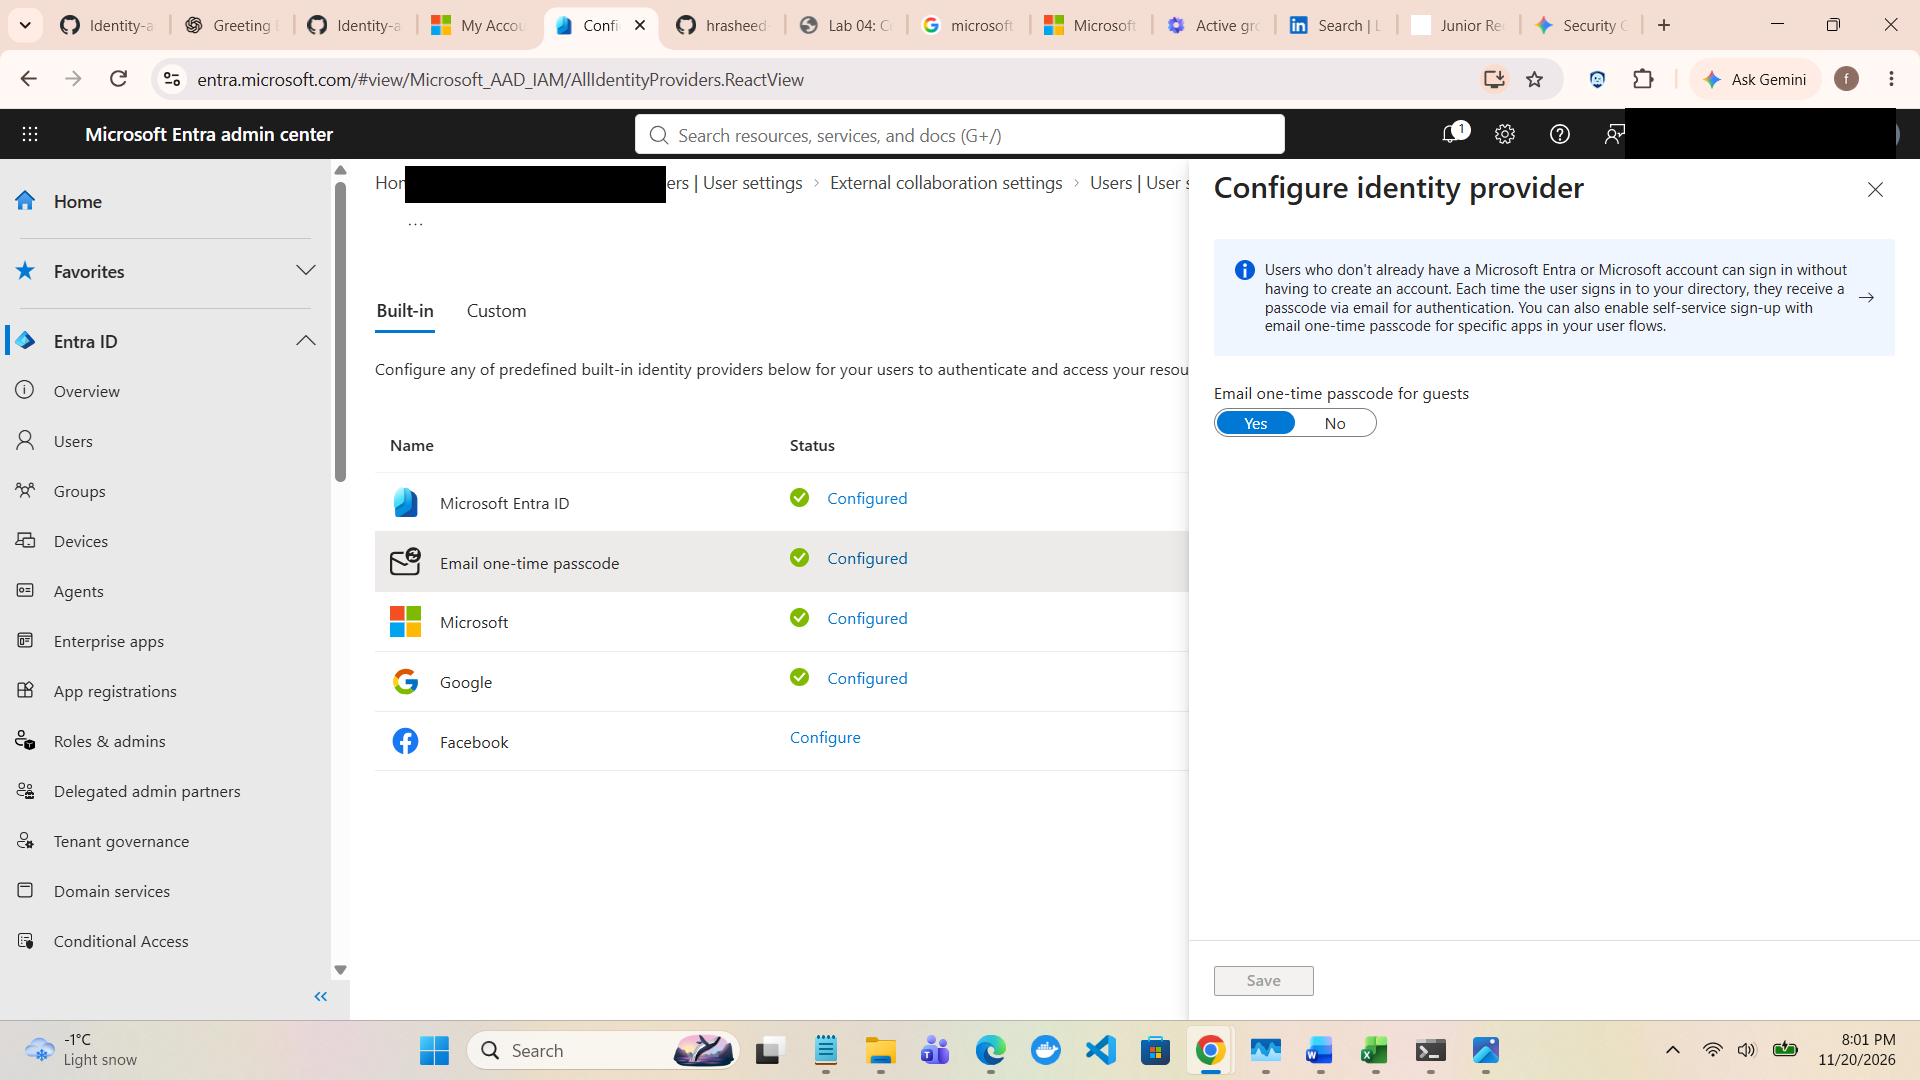 Identity-a
Greeting
Identity-a
My Accou
Confi
hrasheed-
Lab 04: Cr
microsoft
Microsoft
Active gro
Search | L
Junior Rec
Security C
entra.microsoft.com/#view/Microsoft_AAD_IAM/AllIdentityProviders.ReactView
Ask Gemini
f
Microsoft Entra admin center
Search resources, services, and docs (G+/)
1
Home
Favorites
Entra ID
Overview
Users
Groups
Devices
Agents
Enterprise apps
App registrations
Roles & admins
Delegated admin partners
Tenant governance
Domain services
Conditional Access
Hom
ers | User settings > External collaboration settings > Users | User s
...
Built-in Custom
Configure any of predefined built-in identity providers below for your users to authenticate and access your resou
Name Status
Microsoft Entra ID Configured
Email one-time passcode Configured
Microsoft Configured
Google Configured
Facebook Configure
Configure identity provider
Users who don't already have a Microsoft Entra or Microsoft account can sign in without
having to create an account. Each time the user signs in to your directory, they receive a
passcode via email for authentication. You can also enable self-service sign-up with
email one-time passcode for specific apps in your user flows.
Email one-time passcode for guests
Yes No
Save
-1°C
Light snow
Search
8:01 PM
11/20/2026